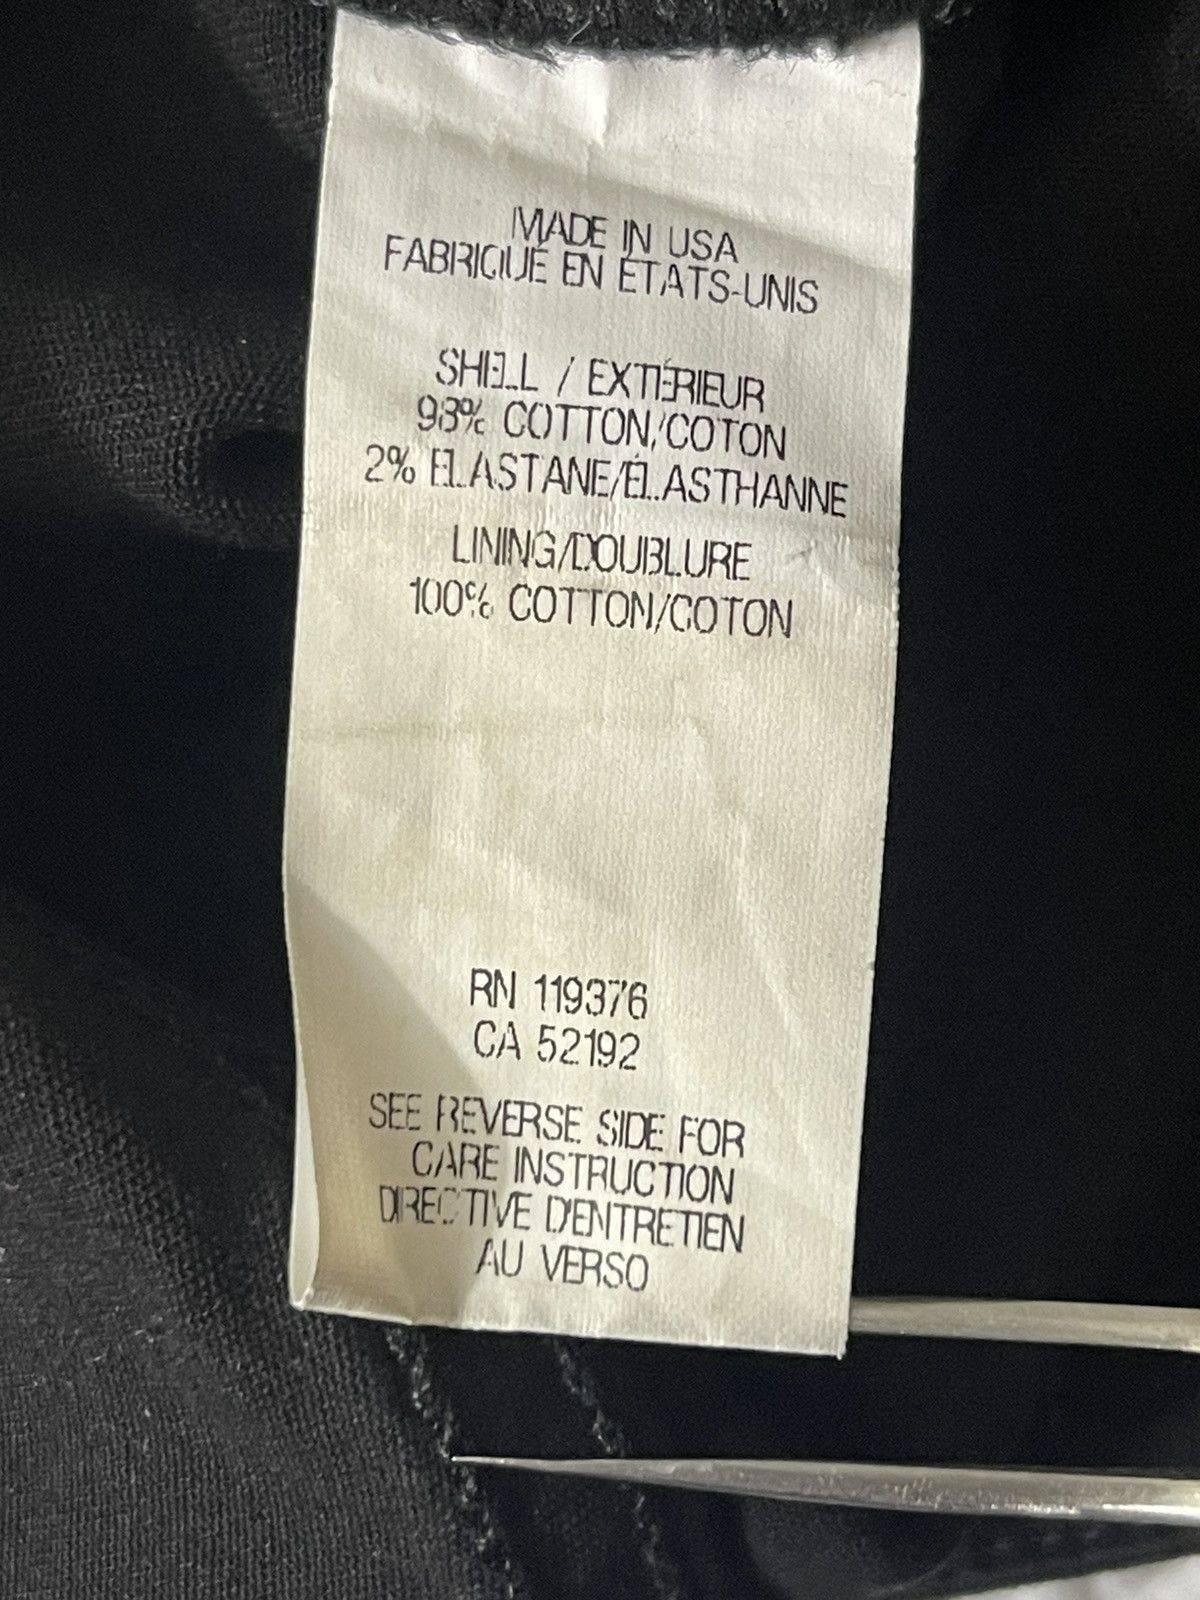 MADE IN USA
FABRIQUÉ EN ÉTATS-UNIS
SHELL / EXTÉRIEUR
98% COTTON/COTON
2% ELASTANE/ÉLASTHANNE
LINING/DOUBLURE
100% COTTON/COTON
RN 119376
CA 52192
SEE REVERSE SIDE FOR
CARE INSTRUCTION
DIRECTIVE D'ENTRETIEN
AU VERSO